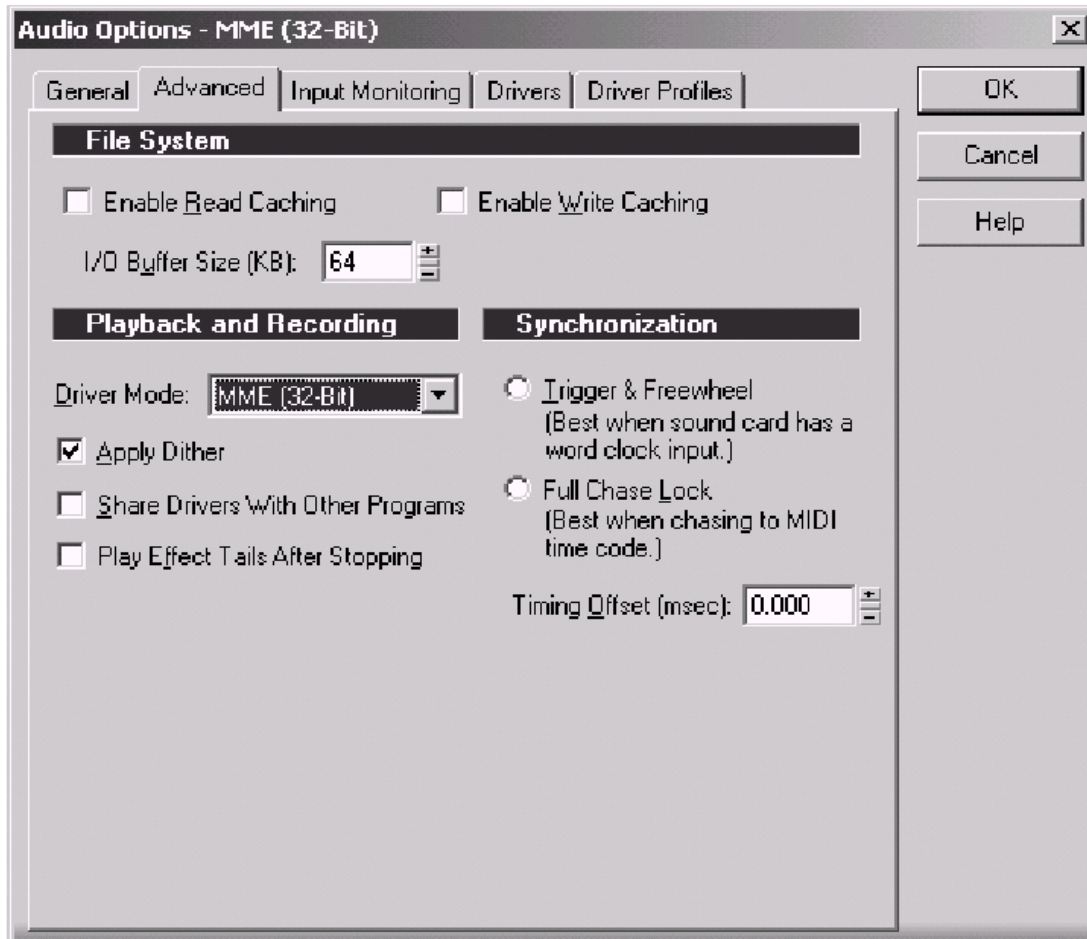 Audio Options - MME (32-Bit)
General Advanced Input Monitoring Drivers Driver Profiles
OK
Cancel
Help
File System
Enable Read Caching Enable Write Caching
I/O Buffer Size (KB): 64
Playback and Recording
Driver Mode: MME (32-Bit)
Apply Dither
Share Drivers With Other Programs
Play Effect Tails After Stopping
Synchronization
Trigger & Freewheel
(Best when sound card has a
word clock input.)
Full Chase Lock
(Best when chasing to MIDI
time code.)
Timing Offset (msec): 0.000